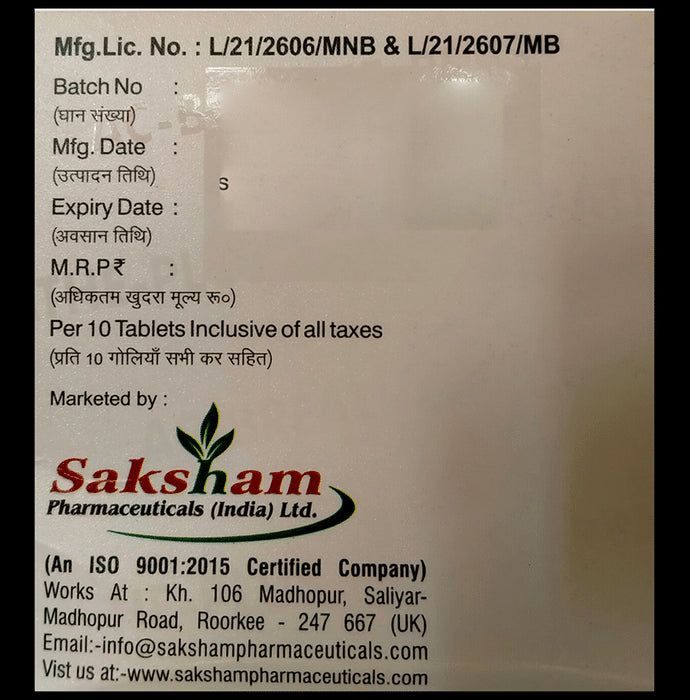 Mfg.Lic. No. : L/21/2606/MNB & L/21/2607/MB
Batch No :
(घान संख्या)
Mfg. Date :
(उत्पादन तिथि)
s
Expiry Date :
(अवसान तिथि)
M.R.P₹ :
(अधिकतम खुदरा मूल्य रू०)
Per 10 Tablets Inclusive of all taxes
(प्रति 10 गोलियाँ सभी कर सहित)
Marketed by :
Saksham
Pharmaceuticals (India) Ltd.
(An ISO 9001:2015 Certified Company)
Works At : Kh. 106 Madhopur, Saliyar-
Madhopur Road, Roorkee - 247 667 (UK)
Email:-info@sakshampharmaceuticals.com
Vist us at:-www.sakshampharmaceuticals.com